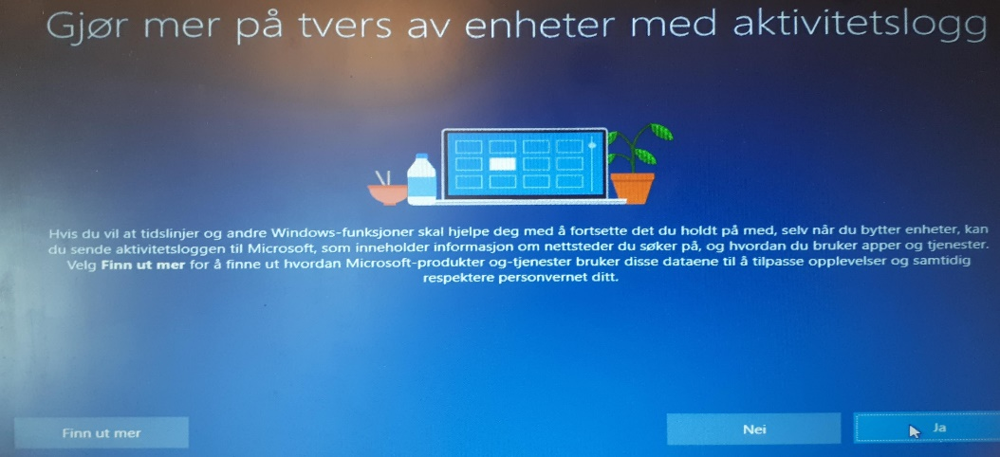 Gjør mer på tvers av enheter med aktivitetslogg
Hvis du vil at tidslinjer og andre Windows-funksjoner skal hjelpe deg med å fortsette det du holdt på med, selv når du bytter enheter, kan
du sende aktivitetsloggen til Microsoft, som inneholder informasjon om nettsteder du søker på, og hvordan du bruker apper og tjenester.
Velg Finn ut mer for å finne ut hvordan Microsoft-produkter og-tjenester bruker disse dataene til å tilpasse opplevelser og samtidig
respektere personvernet ditt.
Finn ut mer
Nei
Ja